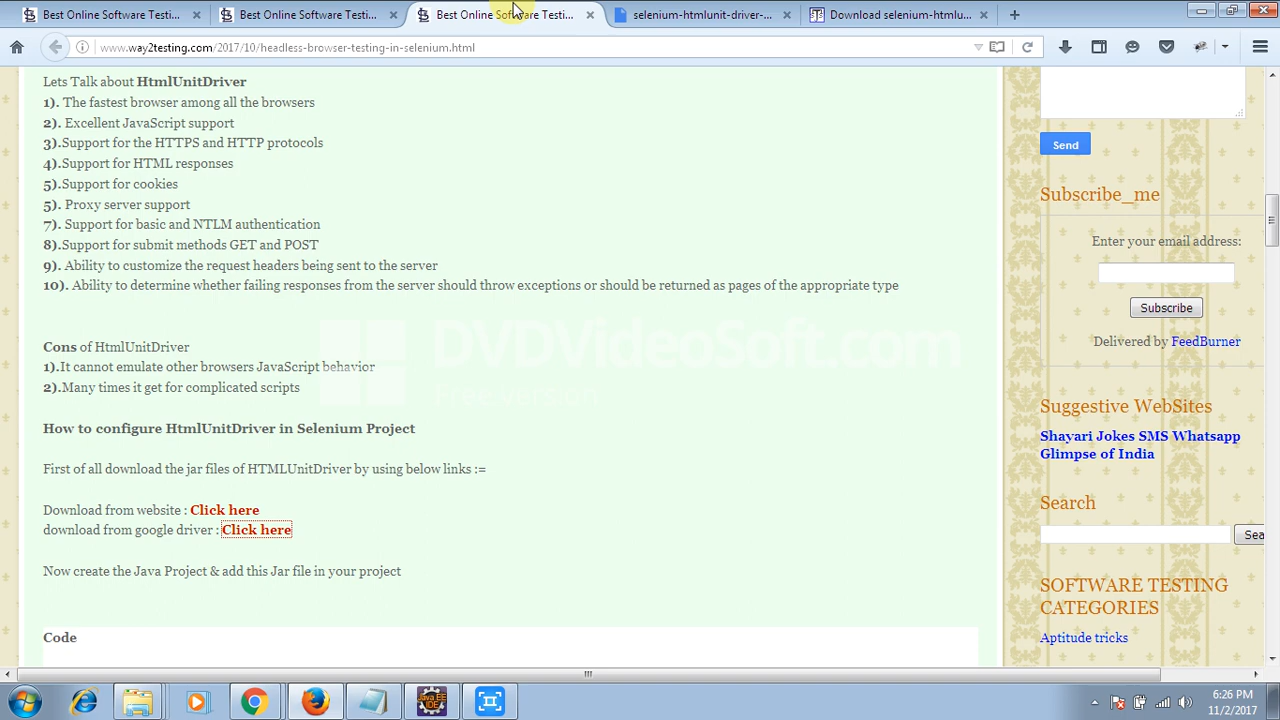 Best Online Software Testi...
Best Online Software Testi...
Best Online Software Testi...
selenium-htmlunit-driver-...
Download selenium-htmlu...
www.way2testing.com/2017/10/headless-browser-testing-in-selenium.html
Lets Talk about HtmlUnitDriver
1). The fastest browser among all the browsers
2). Excellent JavaScript support
3).Support for the HTTPS and HTTP protocols
4).Support for HTML responses
5).Support for cookies
5). Proxy server support
7). Support for basic and NTLM authentication
8).Support for submit methods GET and POST
9). Ability to customize the request headers being sent to the server
10). Ability to determine whether failing responses from the server should throw exceptions or should be returned as pages of the appropriate type
Cons of HtmlUnitDriver
1).It cannot emulate other browsers JavaScript behavior
2).Many times it get for complicated scripts
How to configure HtmlUnitDriver in Selenium Project
First of all download the jar files of HTMLUnitDriver by using below links :=
Download from website : Click here
download from google driver : Click here
Now create the Java Project & add this Jar file in your project
Code
Send
Subscribe_me
Enter your email address:
Subscribe
Delivered by FeedBurner
Suggestive WebSites
Shayari Jokes SMS Whatsapp
Glimpse of India
Search
Sea
SOFTWARE TESTING
CATEGORIES
Aptitude tricks
DVDVideoSoft.com
Free version
Java EE
IDE
6:26 PM
11/2/2017